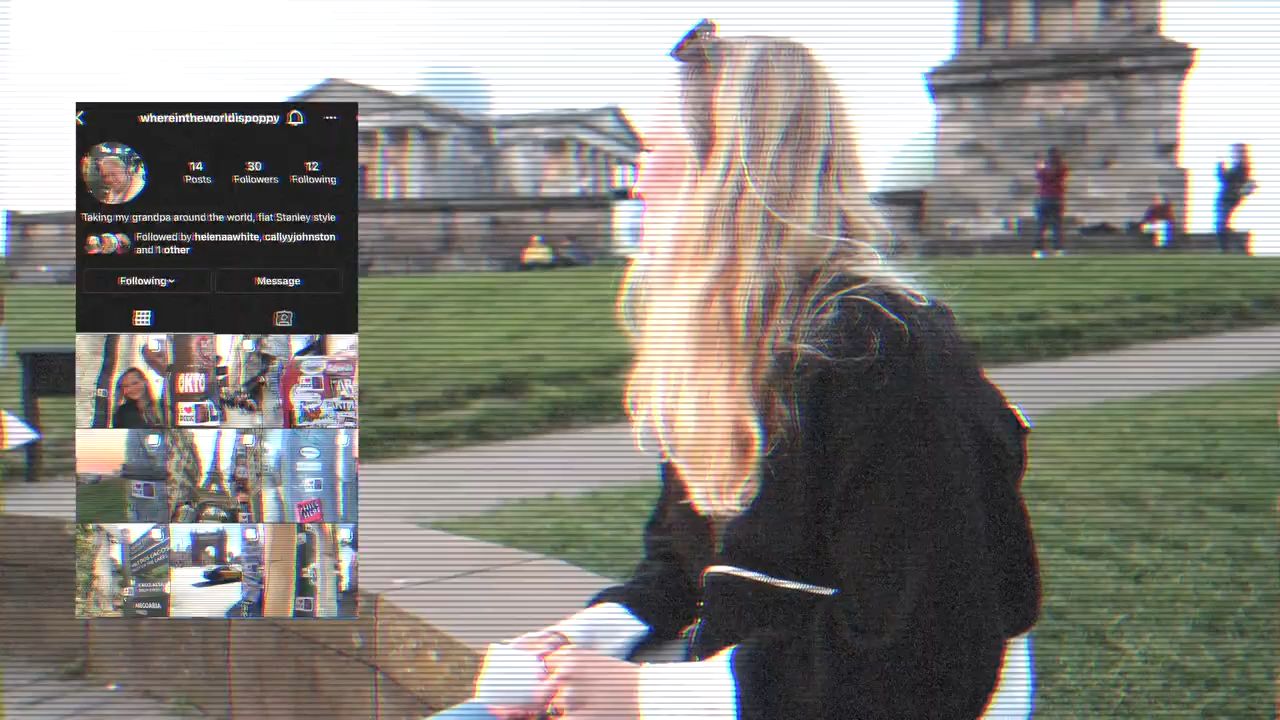 whereintheworldispoppy
14 30 12
Posts Followers Following
Taking my grandpa around the world, flat Stanley style
Followed by helenaawhite, callyyjohnston
and 1 other
Following Message
OKTO